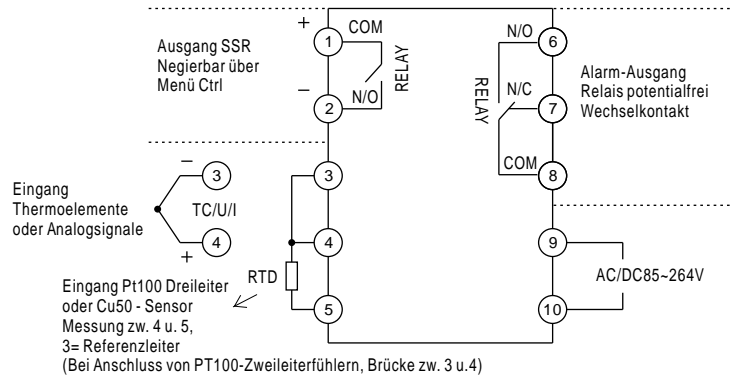 +
1
COM
Ausgang SSR
Negierbar über
Menü Ctrl
RELAY
−
2
N/O
N/O
6
RELAY
N/C
7
COM
8
Alarm-Ausgang
Relais potentialfrei
Wechselkontakt
Eingang
Thermoelemente
oder Analogsignale
−
3
TC/U/I
4
+
3
4
RTD
5
9
AC/DC85~264V
10
Eingang Pt100 Dreileiter
oder Cu50 - Sensor
Messung zw. 4 u. 5,
3= Referenzleiter
(Bei Anschluss von PT100-Zweileiterfühlern, Brücke zw. 3 u.4)